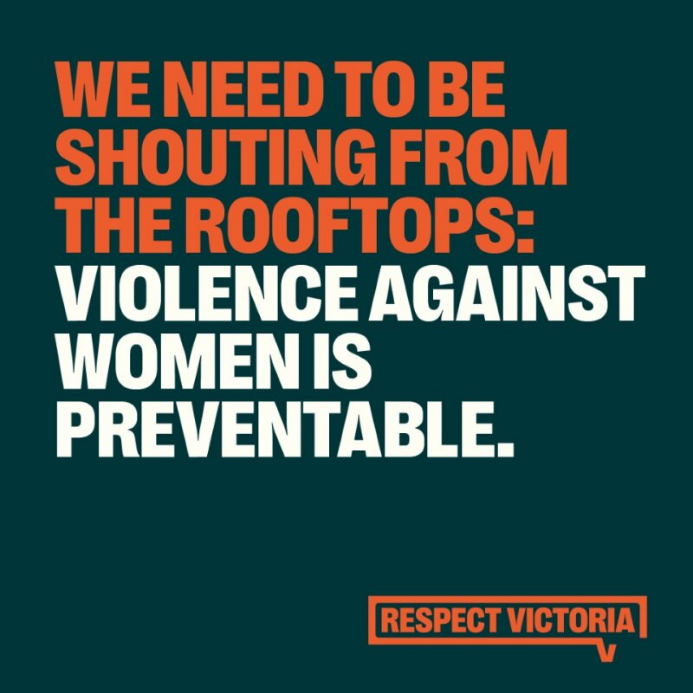 WE NEED TO BE
SHOUTING FROM
THE ROOFTOPS:
VIOLENCE AGAINST
WOMEN IS
PREVENTABLE.
RESPECT VICTORIA
V